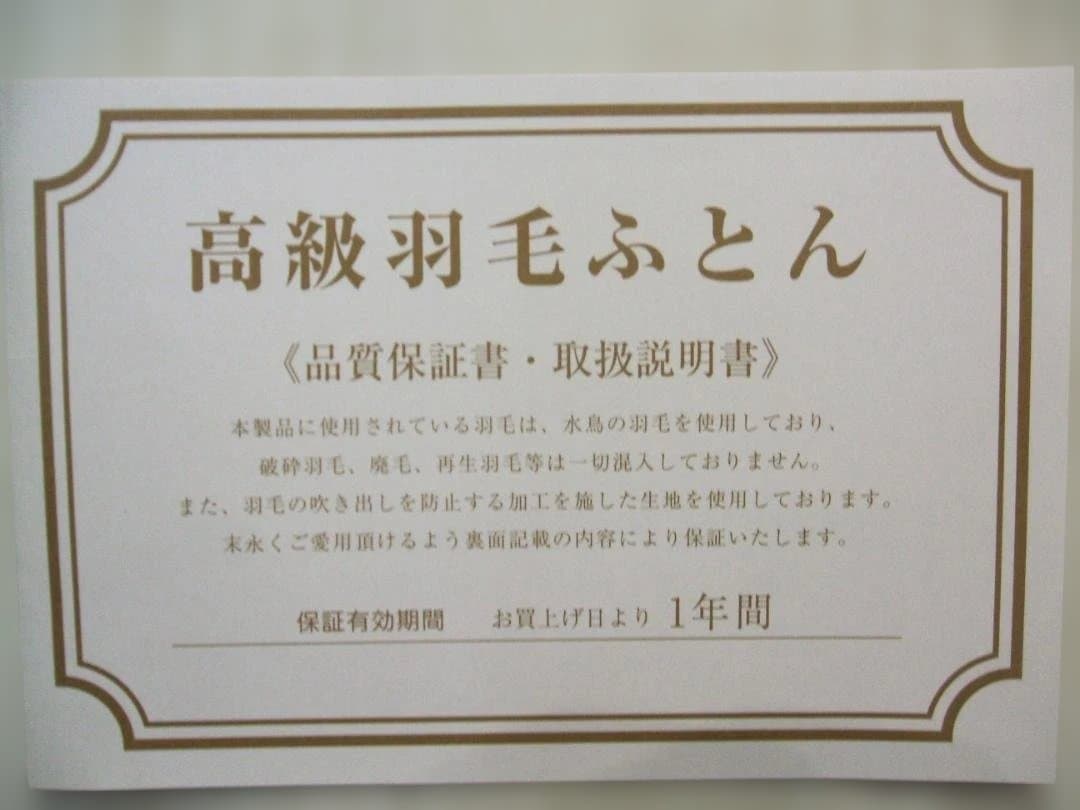 高級羽毛ふとん
《品質保証書・取扱説明書》
本製品に使用されている羽毛は、水鳥の羽毛を使用しており、
破砕羽毛、廃毛、再生羽毛等は一切混入しておりません。
また、羽毛の吹き出しを防止する加工を施した生地を使用しております。
末永くご愛用頂けるよう裏面記載の内容により保証いたします。
保証有効期間 お買上げ日より 1年間